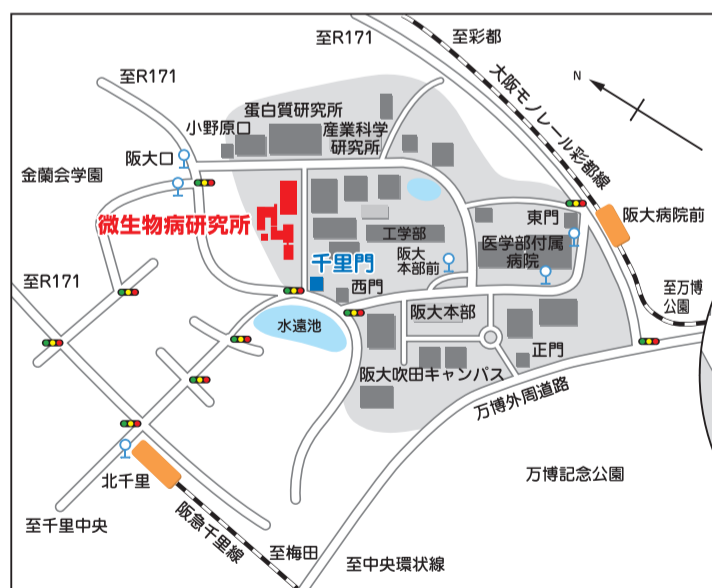 至R171
至彩都
大阪モノレール彩都線
N
至R171
蛋白質研究所
小野原口
産業科学
研究所
阪大口
金蘭会学園
微生物病研究所
東門
阪大病院前
工学部
医学部付属
病院
阪大
本部前
千里門
西門
至R171
至万博
公園
水遠池
阪大本部
正門
阪大吹田キャンパス
万博外周道路
万博記念公園
北千里
阪急千里線
至千里中央
至梅田
至中央環状線